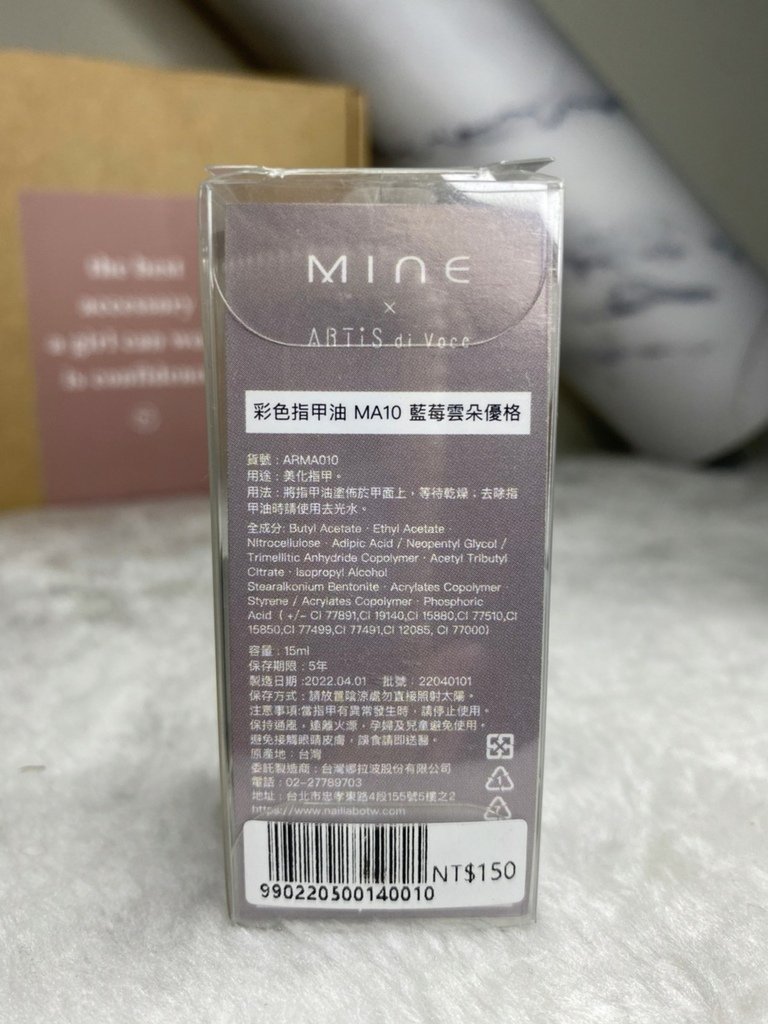 the best
accessory
a girl can
is confidence
MINE
×
ARTiS di Voce
彩色指甲油 MA10 藍莓雲朵優格
貨號：ARMA010
用途：美化指甲。
用法：將指甲油塗佈於甲面上，等待乾燥；去除指
甲油時請使用去光水。
全成分: Butyl Acetate · Ethyl Acetate ·
Nitrocellulose · Adipic Acid / Neopentyl Glycol /
Trimellitic Anhydride Copolymer · Acetyl Tributyl
Citrate · Isopropyl Alcohol
Stearalkonium Bentonite · Acrylates Copolymer ·
Styrene / Acrylates Copolymer · Phosphoric
Acid ( +/- CI 77891,CI 19140,CI 15880,CI 77510,CI
15850,CI 77499,CI 77491,CI 12085, CI 77000)
容量：15ml
保存期限：5年
製造日期:2022.04.01 批號：22040101
保存方式：請放置陰涼處勿直接照射太陽。
注意事項:當指甲有異常發生時，請停止使用。
保持通風，遠離火源，孕婦及兒童避免使用。
避免接觸眼睛皮膚，誤食請即送醫。
原產地：台灣
委託製造商：台灣娜拉波股份有限公司
電話：02-27789703
地址：台北市忠孝東路4段155號5樓之2
https://www.naillabotw.com
NT$150
990220500140010